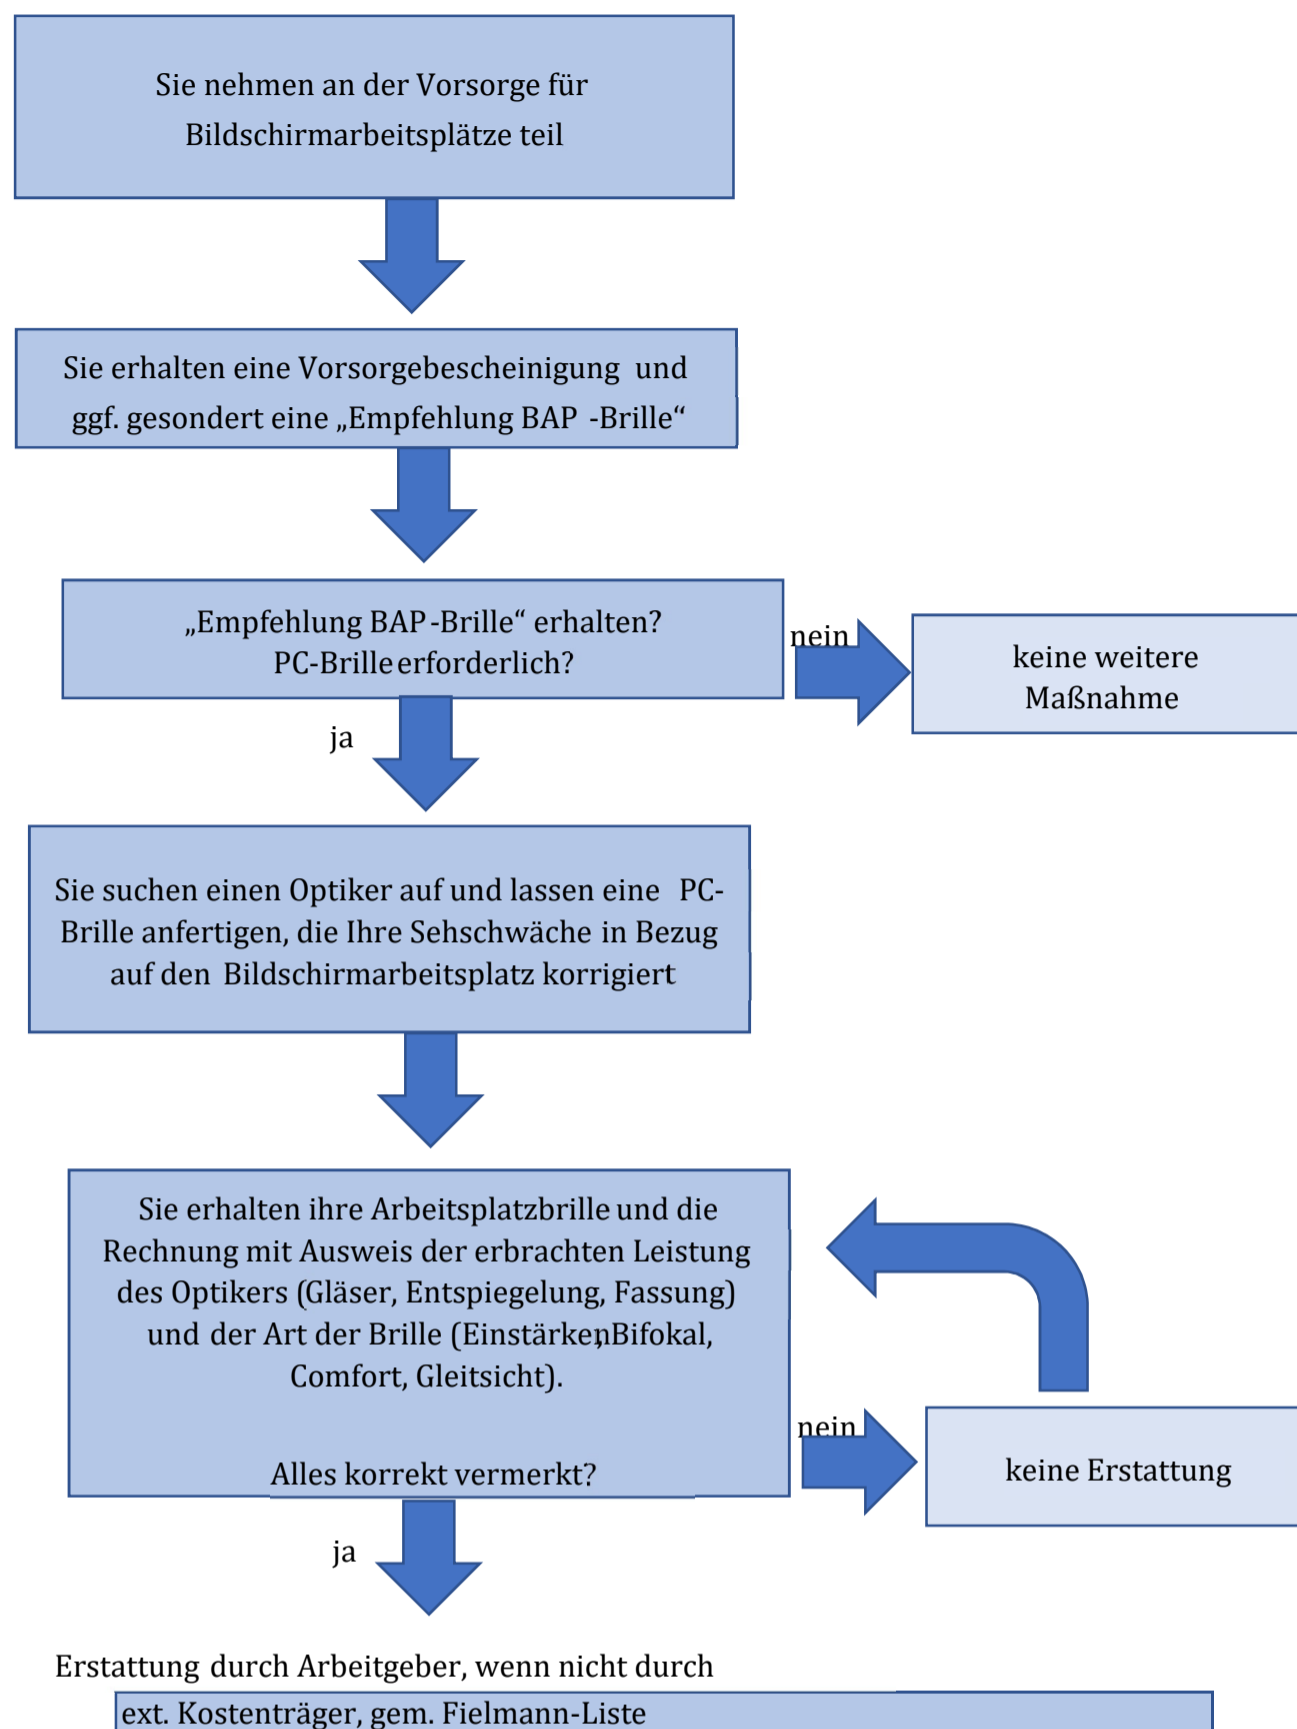 Sie nehmen an der Vorsorge für
Bildschirmarbeitsplätze teil
Sie erhalten eine Vorsorgebescheinigung und
ggf. gesondert eine „Empfehlung BAP -Brille“
„Empfehlung BAP-Brille“ erhalten?
PC-Brille erforderlich?
nein
keine weitere
Maßnahme
ja
Sie suchen einen Optiker auf und lassen eine PC-
Brille anfertigen, die Ihre Sehschwäche in Bezug
auf den Bildschirmarbeitsplatz korrigiert
Sie erhalten ihre Arbeitsplatzbrille und die
Rechnung mit Ausweis der erbrachten Leistung
des Optikers (Gläser, Entspiegelung, Fassung)
und der Art der Brille (Einstärken, Bifokal,
Comfort, Gleitsicht).
Alles korrekt vermerkt?
nein
keine Erstattung
ja
Erstattung durch Arbeitgeber, wenn nicht durch
ext. Kostenträger, gem. Fielmann-Liste